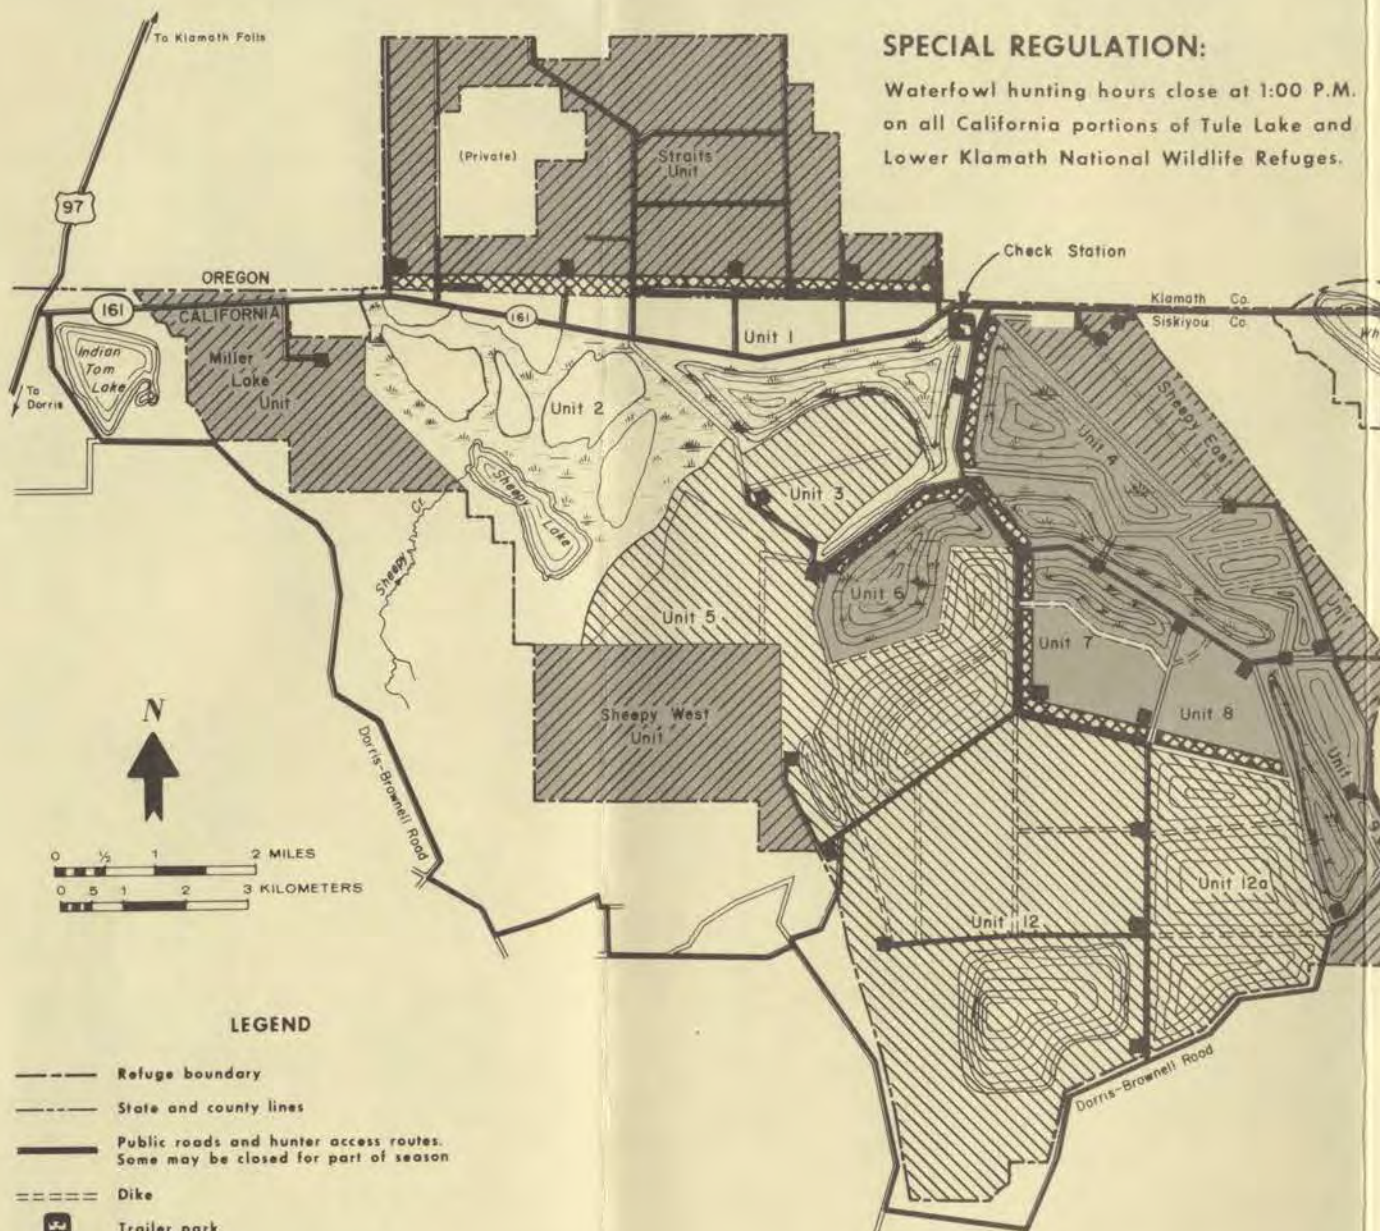 To Klamath Falls
SPECIAL REGULATION:
Waterfowl hunting hours close at 1:00 P.M.
on all California portions of Tule Lake and
Lower Klamath National Wildlife Refuges.
97
(Private)
Straits
Unit
Check Station
OREGON
CALIFORNIA
161
161
Klamath Co.
Siskiyou Co.
Unit 1
Indian
Tom
Lake
To
Dorris
Miller
Lake
Unit
Unit 2
Unit 4
Sheepy East
Sheepy
Lake
Unit 3
Sheepy Cr.
Unit 5
Unit 6
Unit 7
Unit
Unit 8
Unit
Sheepy West
Unit
N
Dorris-Brownell Road
0 ½ 1 2 MILES
0 .5 1 2 3 KILOMETERS
Unit 12a
Unit 12
Dorris-Brownell Road
LEGEND
Refuge boundary
State and county lines
Public roads and hunter access routes.
Some may be closed for part of season
Dike
Trailer park